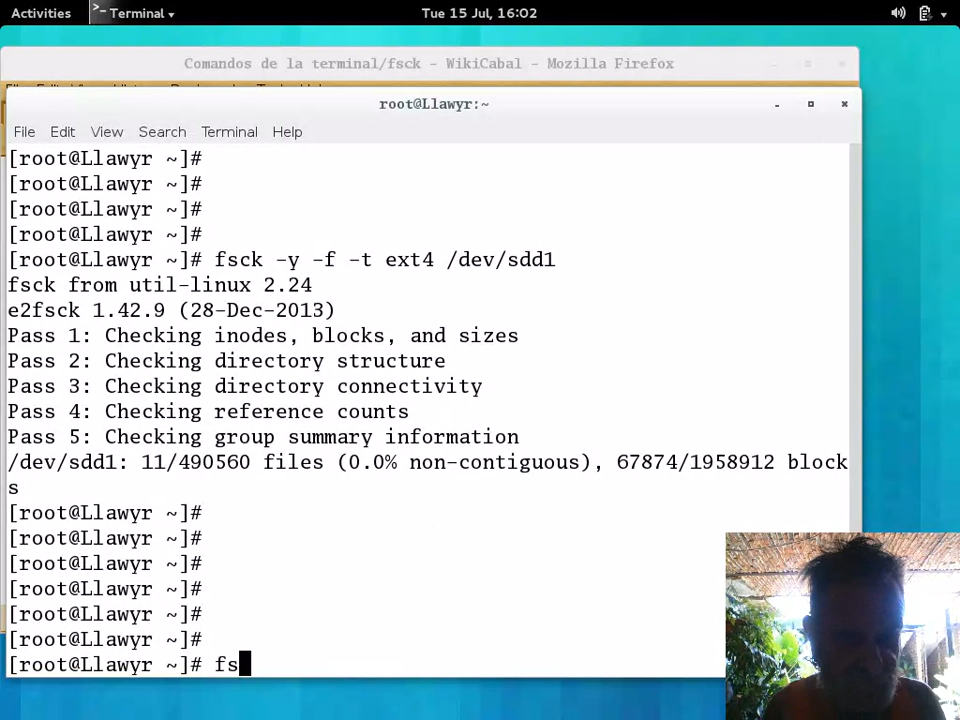 Activities
Terminal
Tue 15 Jul, 16:02
Comandos de la terminal/fsck - WikiCabal - Mozilla Firefox
root@Llawyr:~
File Edit View Search Terminal Help
[root@Llawyr ~]#
[root@Llawyr ~]#
[root@Llawyr ~]#
[root@Llawyr ~]#
[root@Llawyr ~]# fsck -y -f -t ext4 /dev/sdd1
fsck from util-linux 2.24
e2fsck 1.42.9 (28-Dec-2013)
Pass 1: Checking inodes, blocks, and sizes
Pass 2: Checking directory structure
Pass 3: Checking directory connectivity
Pass 4: Checking reference counts
Pass 5: Checking group summary information
/dev/sdd1: 11/490560 files (0.0% non-contiguous), 67874/1958912 block
s
[root@Llawyr ~]#
[root@Llawyr ~]#
[root@Llawyr ~]#
[root@Llawyr ~]#
[root@Llawyr ~]#
[root@Llawyr ~]#
[root@Llawyr ~]# fs